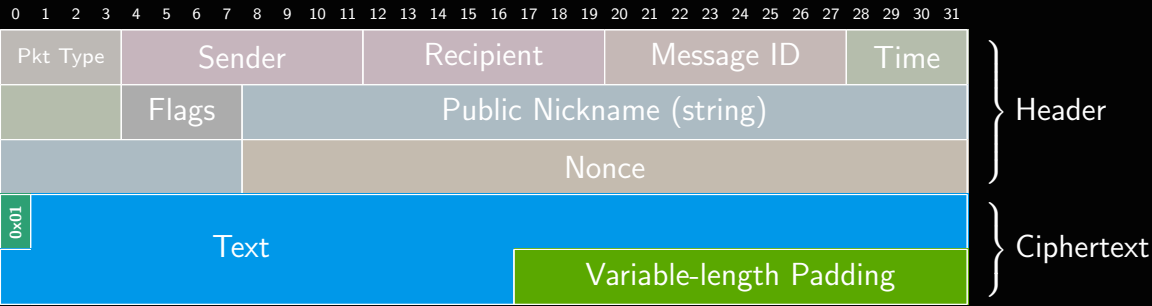 0 1 2 3 4 5 6 7 8 9 10 11 12 13 14 15 16 17 18 19 20 21 22 23 24 25 26 27 28 29 30 31
Pkt Type Sender Recipient Message ID Time
Flags Public Nickname (string)
Header
Nonce
0x01
Text
Ciphertext
Variable-length Padding